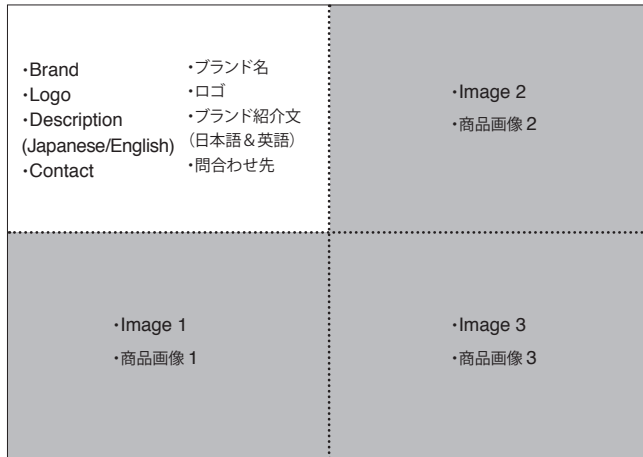 ・Brand
・Logo
・Description
(Japanese/English)
・Contact
・ブランド名
・ロゴ
・ブランド紹介文
(日本語＆英語)
・問合わせ先
・Image 2
・商品画像 2
・Image 1
・商品画像 1
・Image 3
・商品画像 3